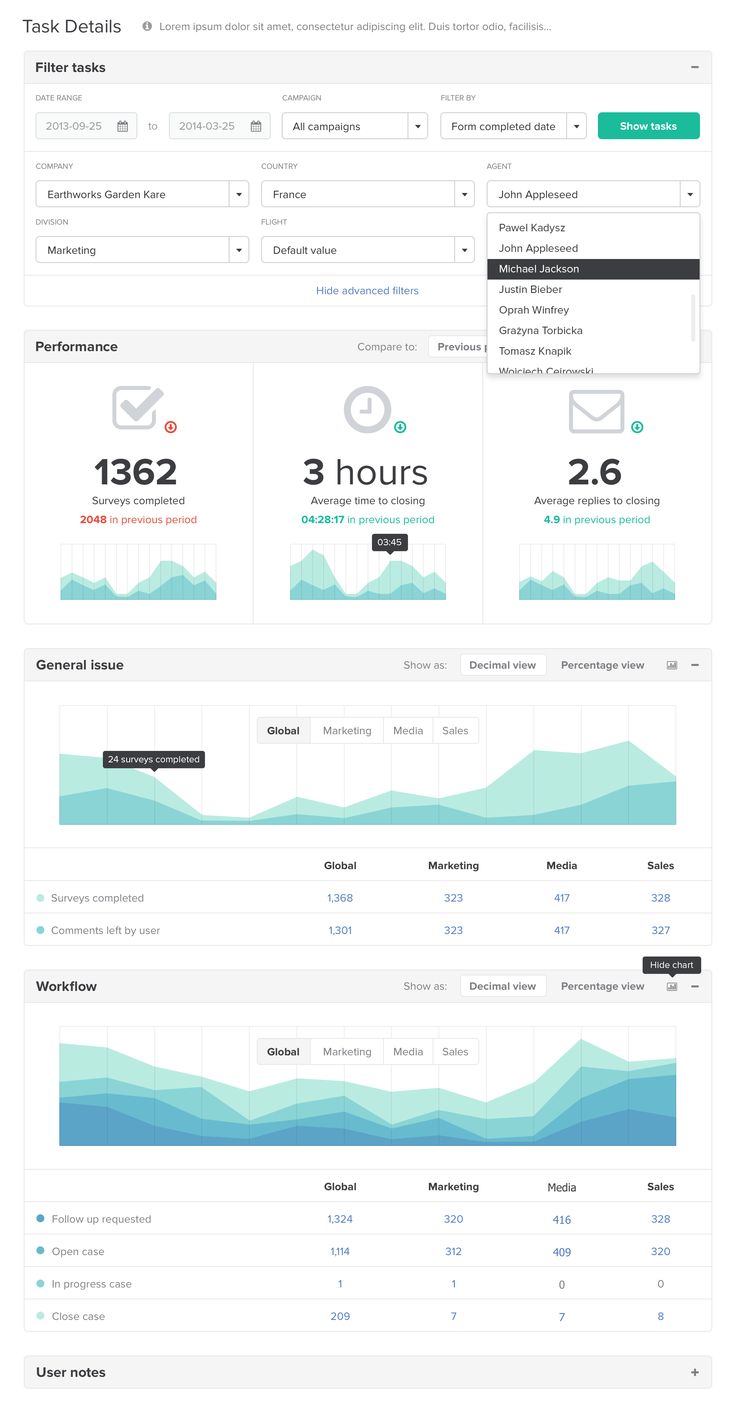 Task Details Lorem ipsum dolor sit amet, consectetur adipiscing elit. Duis tortor odio, facilisis...
Filter tasks
DATE RANGE CAMPAIGN FILTER BY
2013-09-25 to 2014-03-25 All campaigns Form completed date Show tasks
COMPANY COUNTRY AGENT
Earthworks Garden Kare France John Appleseed
DIVISION FLIGHT
Marketing Default value
Pawel Kadysz
John Appleseed
Michael Jackson
Justin Bieber
Oprah Winfrey
Grażyna Torbicka
Tomasz Knapik
Wojciech Cejrowski
Hide advanced filters
Performance Compare to: Previous p
1362 3 hours 2.6
Surveys completed Average time to closing Average replies to closing
2048 in previous period 04:28:17 in previous period 4.9 in previous period
03:45
General issue Show as: Decimal view Percentage view
Global Marketing Media Sales
24 surveys completed
Global Marketing Media Sales
Surveys completed 1,368 323 417 328
Comments left by user 1,301 323 417 327
Hide chart
Workflow Show as: Decimal view Percentage view
Global Marketing Media Sales
Global Marketing Media Sales
Follow up requested 1,324 320 416 328
Open case 1,114 312 409 320
In progress case 1 1 0 0
Close case 209 7 7 8
User notes